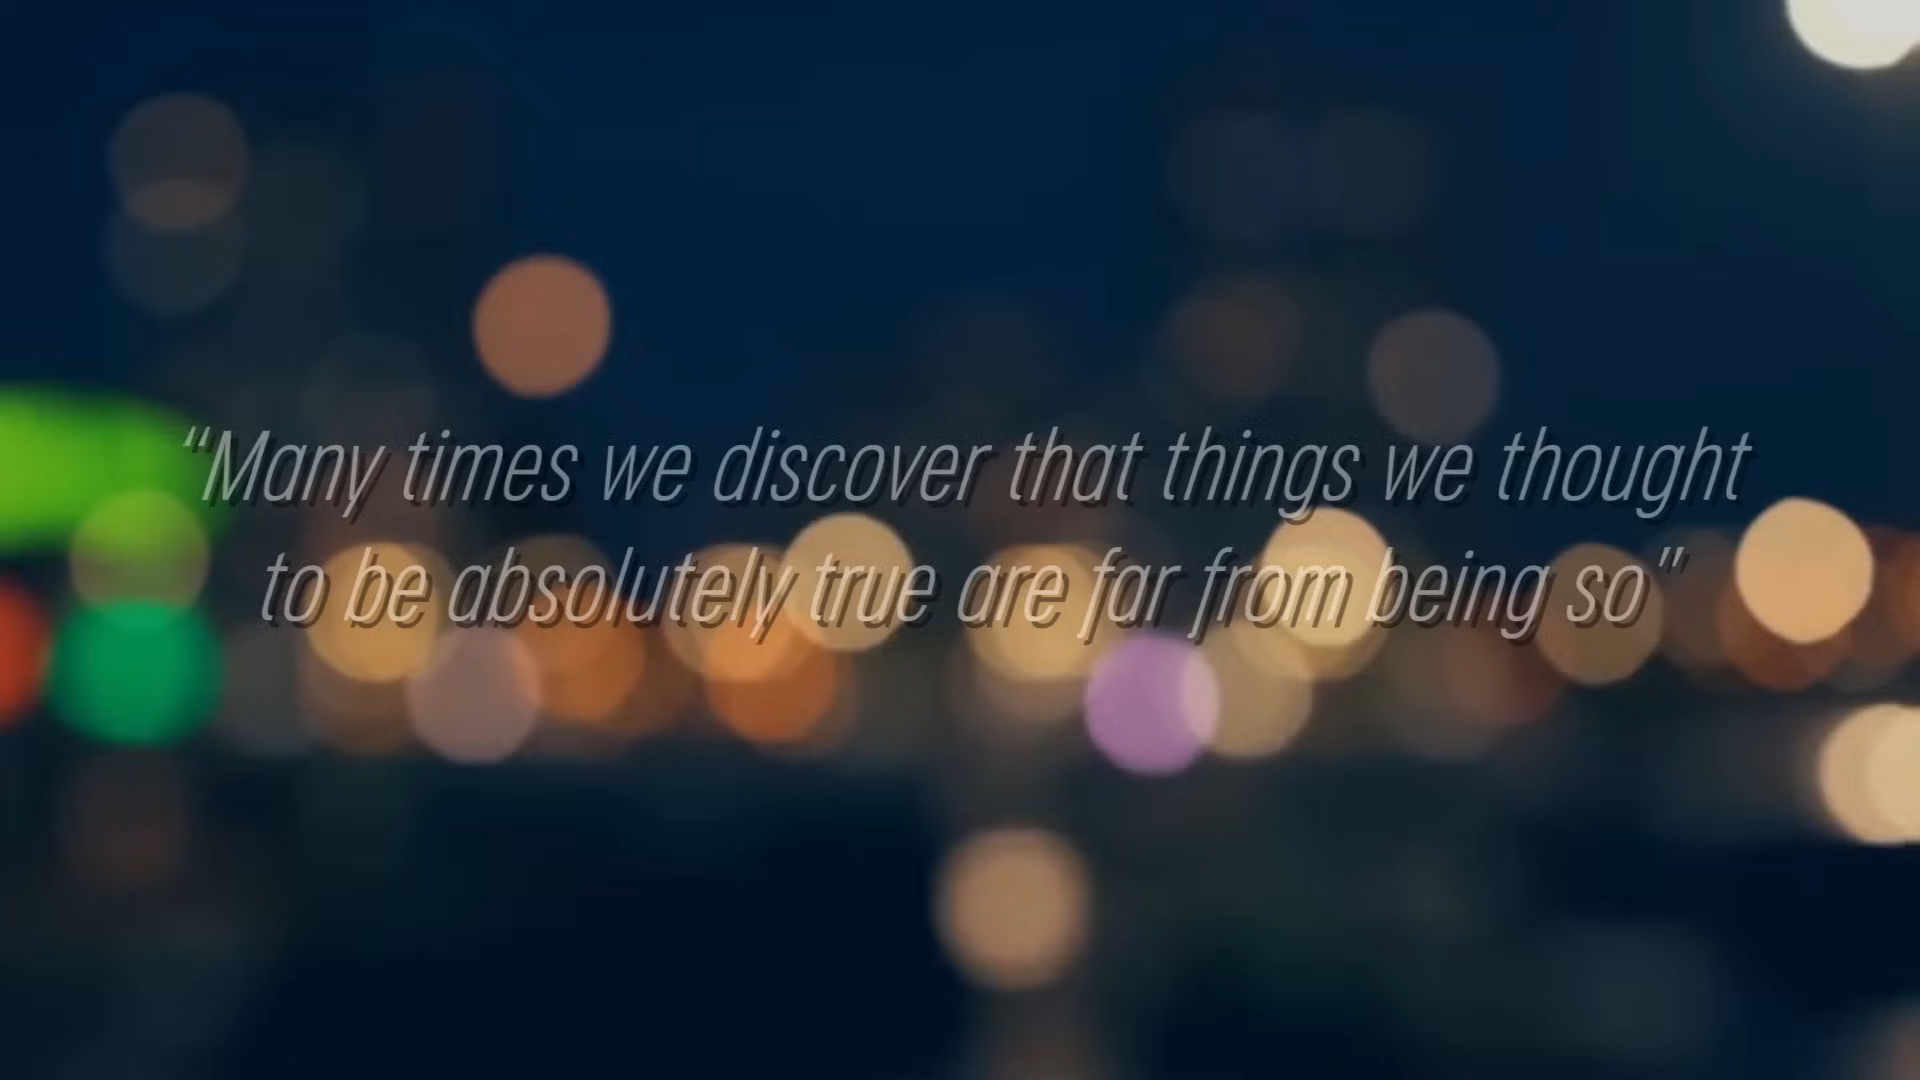 “Many times we discover that things we thought
to be absolutely true are far from being so”